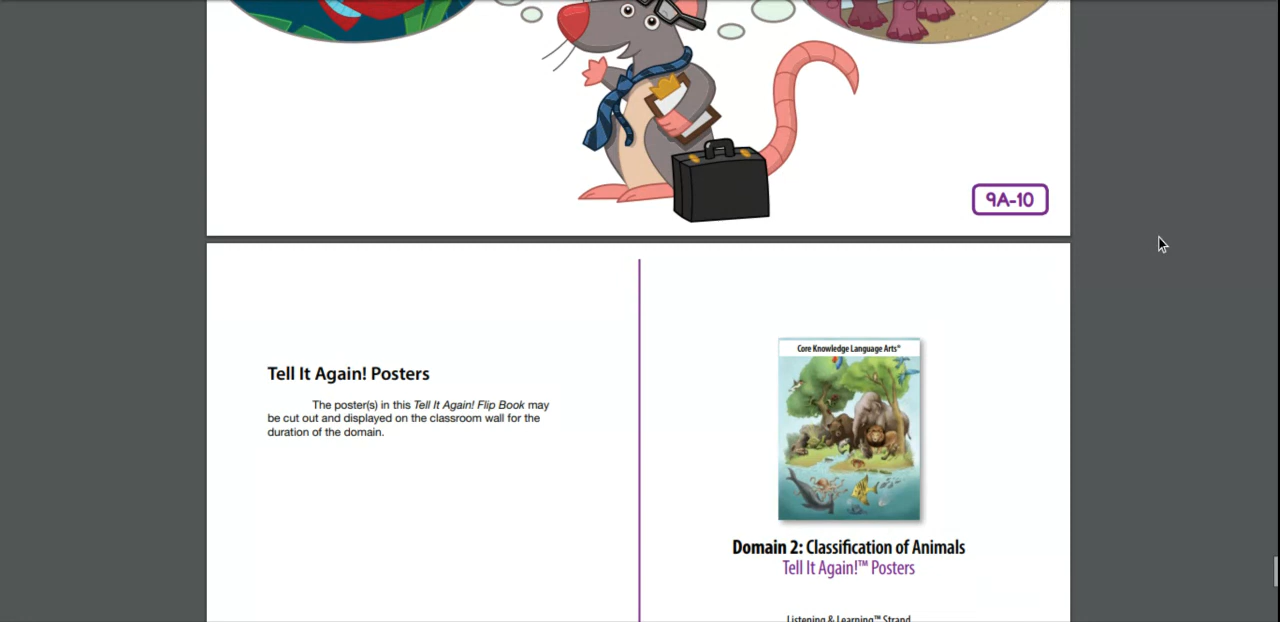 9A-10
Tell It Again! Posters
The poster(s) in this Tell It Again! Flip Book may
be cut out and displayed on the classroom wall for the
duration of the domain.
Core Knowledge Language Arts®
Domain 2: Classification of Animals
Tell It Again!™ Posters
Listening & Learning™ Strand